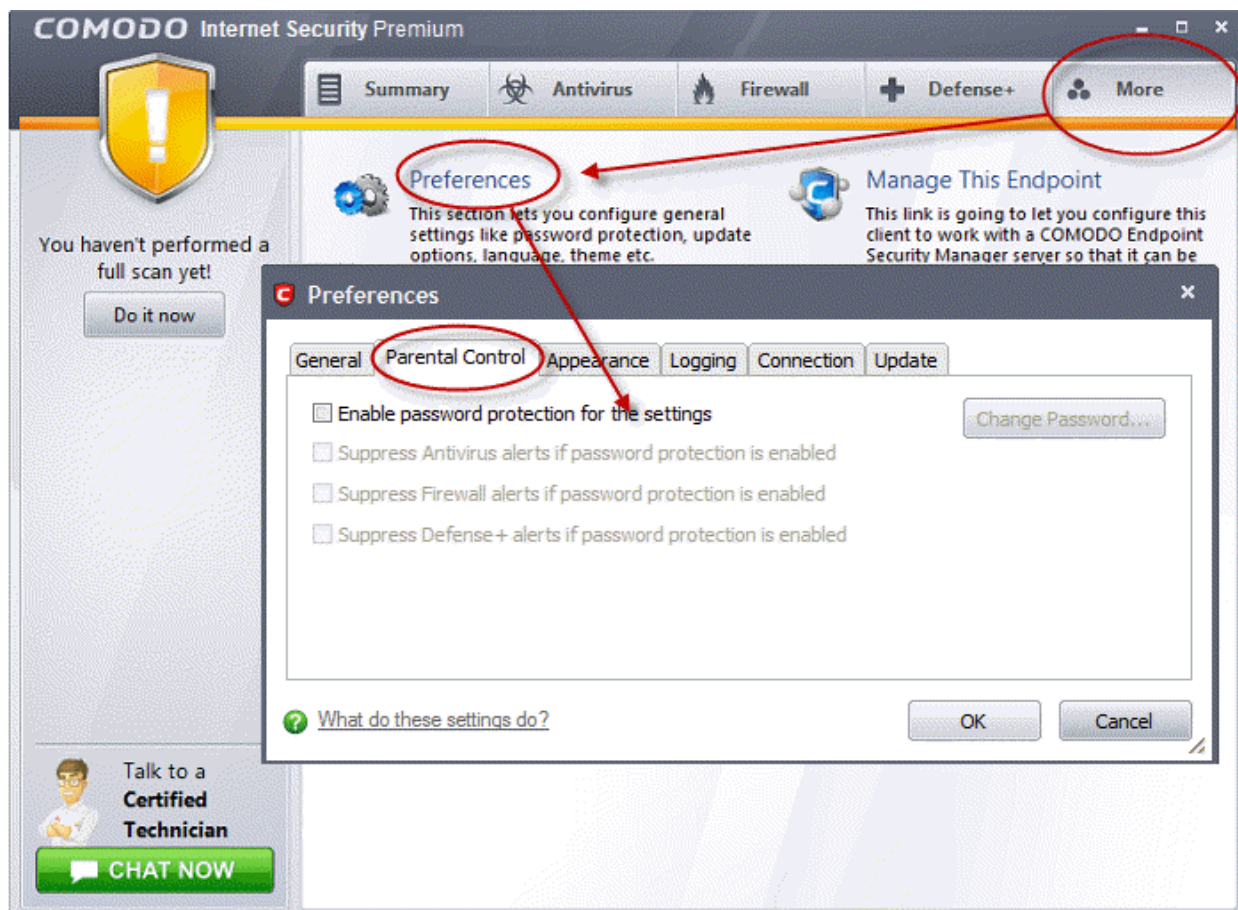 COMODO Internet Security Premium
Summary
Antivirus
Firewall
Defense+
More
You haven't performed a
full scan yet!
Do it now
Preferences
This section lets you configure general
settings like password protection, update
options, language, theme etc.
Manage This Endpoint
This link is going to let you configure this
client to work with a COMODO Endpoint
Security Manager server so that it can be
Preferences
General
Parental Control
Appearance
Logging
Connection
Update
Enable password protection for the settings
Change Password...
Suppress Antivirus alerts if password protection is enabled
Suppress Firewall alerts if password protection is enabled
Suppress Defense+ alerts if password protection is enabled
What do these settings do?
OK
Cancel
Talk to a
Certified
Technician
CHAT NOW